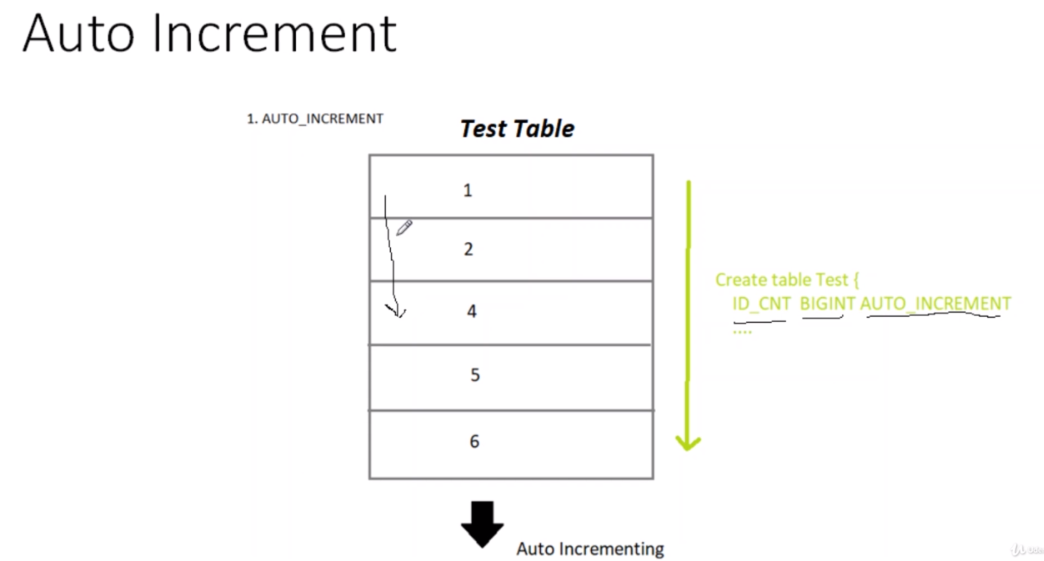 Auto Increment
1. AUTO_INCREMENT
Test Table
1
2
4
5
6
Create table Test {
ID_CNT BIGINT AUTO_INCREMENT
....
Auto Incrementing